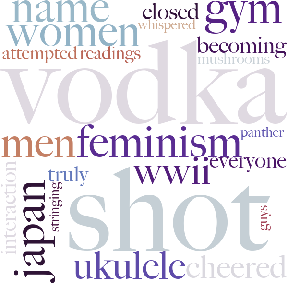 name
closed
gym
whispered
women
becoming
attempted readings
mushrooms
vodka
men
feminism
panther
wwii
everyone
truly
interaction
japan
stringing
shot
guys
ukulele
cheered